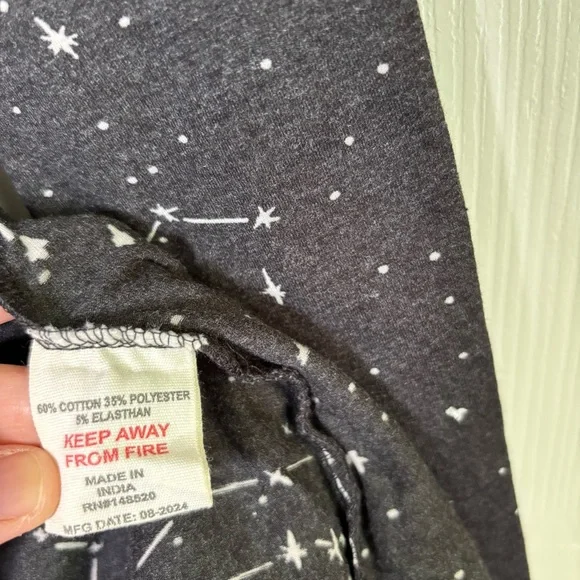 60% COTTON 35% POLYESTER
5% ELASTHAN
KEEP AWAY
FROM FIRE
MADE IN
INDIA
RN#148520
MFG DATE: 08-2024